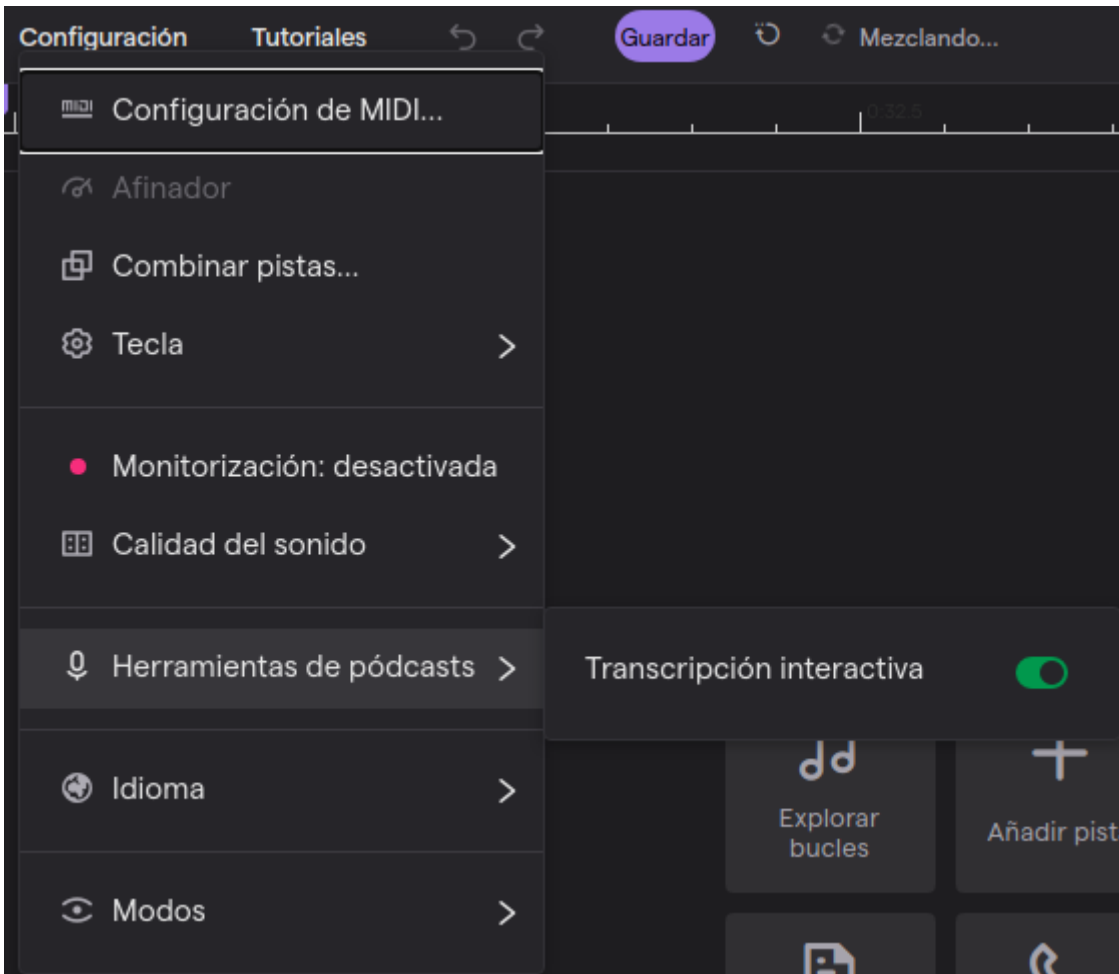 Configuración Tutoriales Guardar Mezclando...
0:32.5
midi Configuración de MIDI...
Afinador
Combinar pistas...
Tecla
Monitorización: desactivada
Calidad del sonido
Herramientas de pódcasts
Transcripción interactiva
Idioma
Modos
Explorar
bucles
Añadir pist